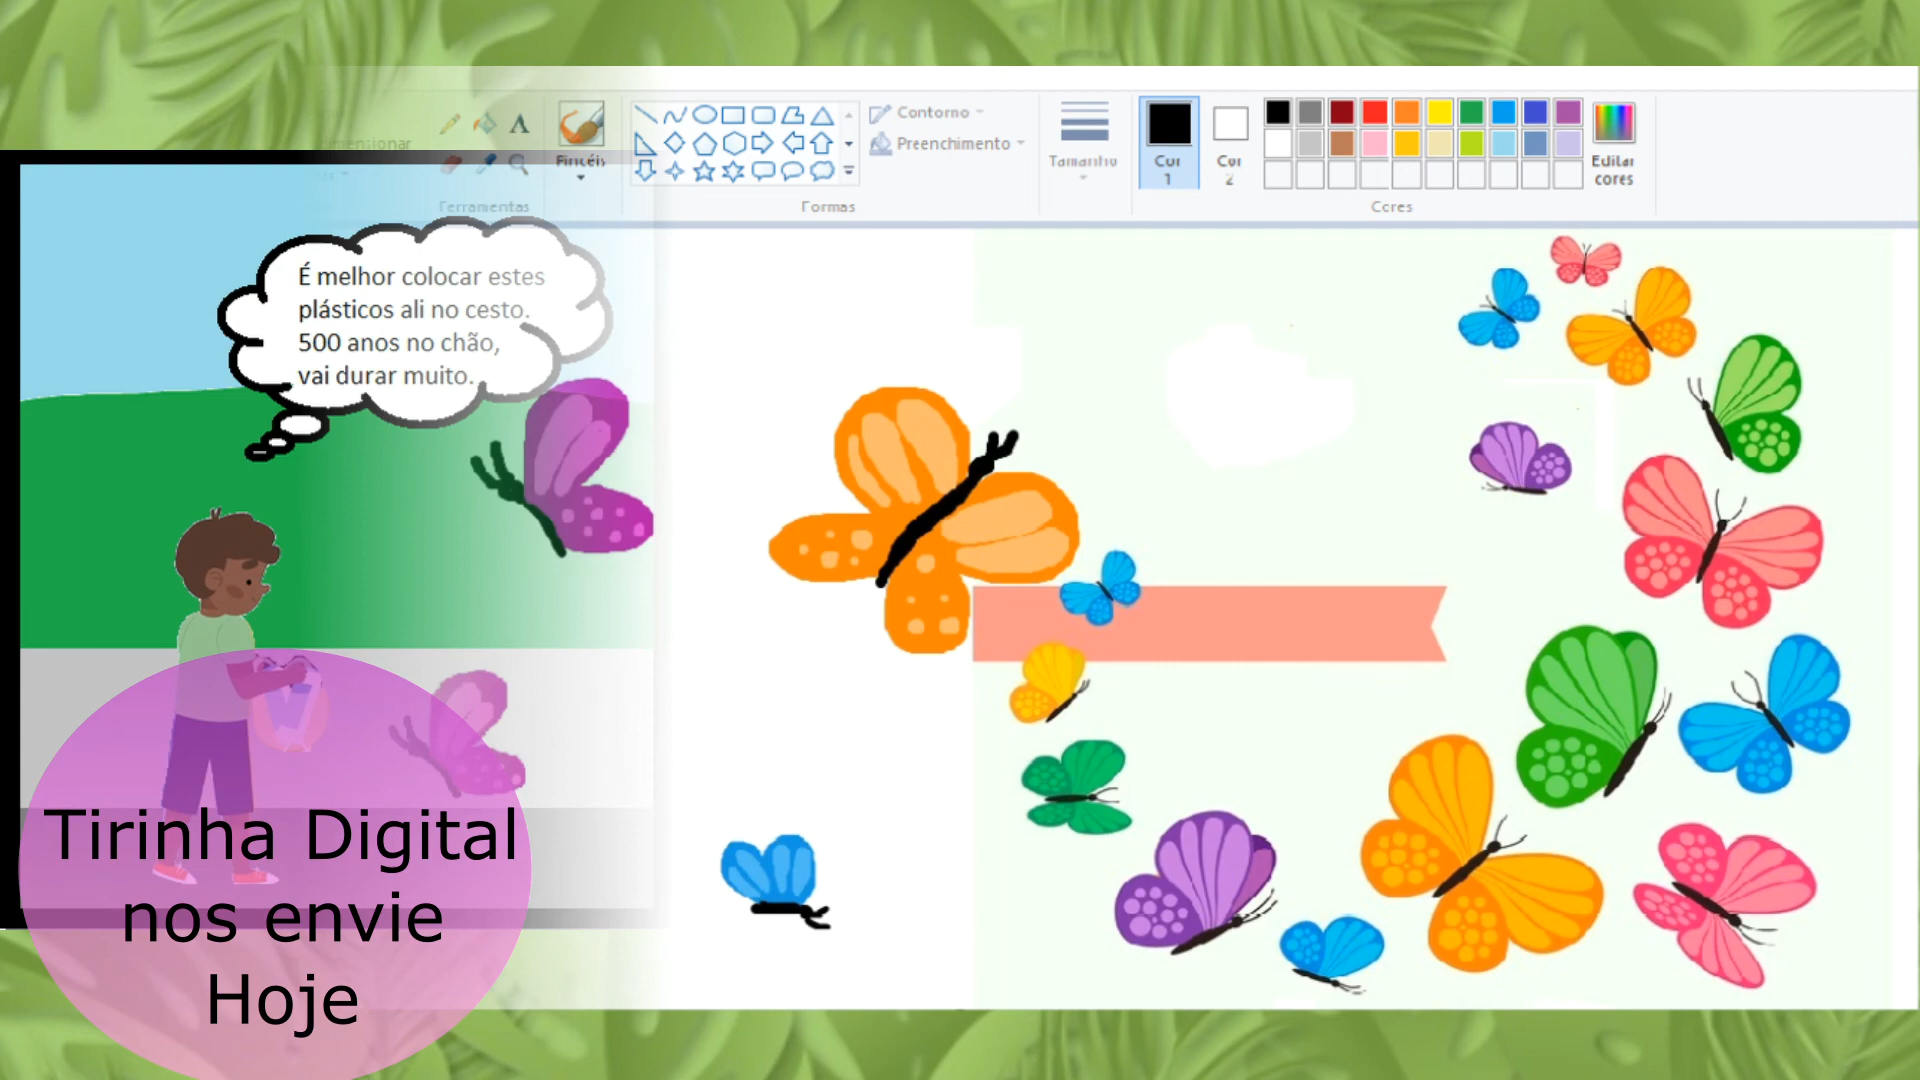 Contorno
Preenchimento
Pincéis
Tamanho
Cor
1
Cor
2
Editar
cores
Ferramentas
Formas
Cores
A
É melhor colocar estes
plásticos ali no cesto.
500 anos no chão,
vai durar muito.
Tirinha Digital
nos envie
Hoje